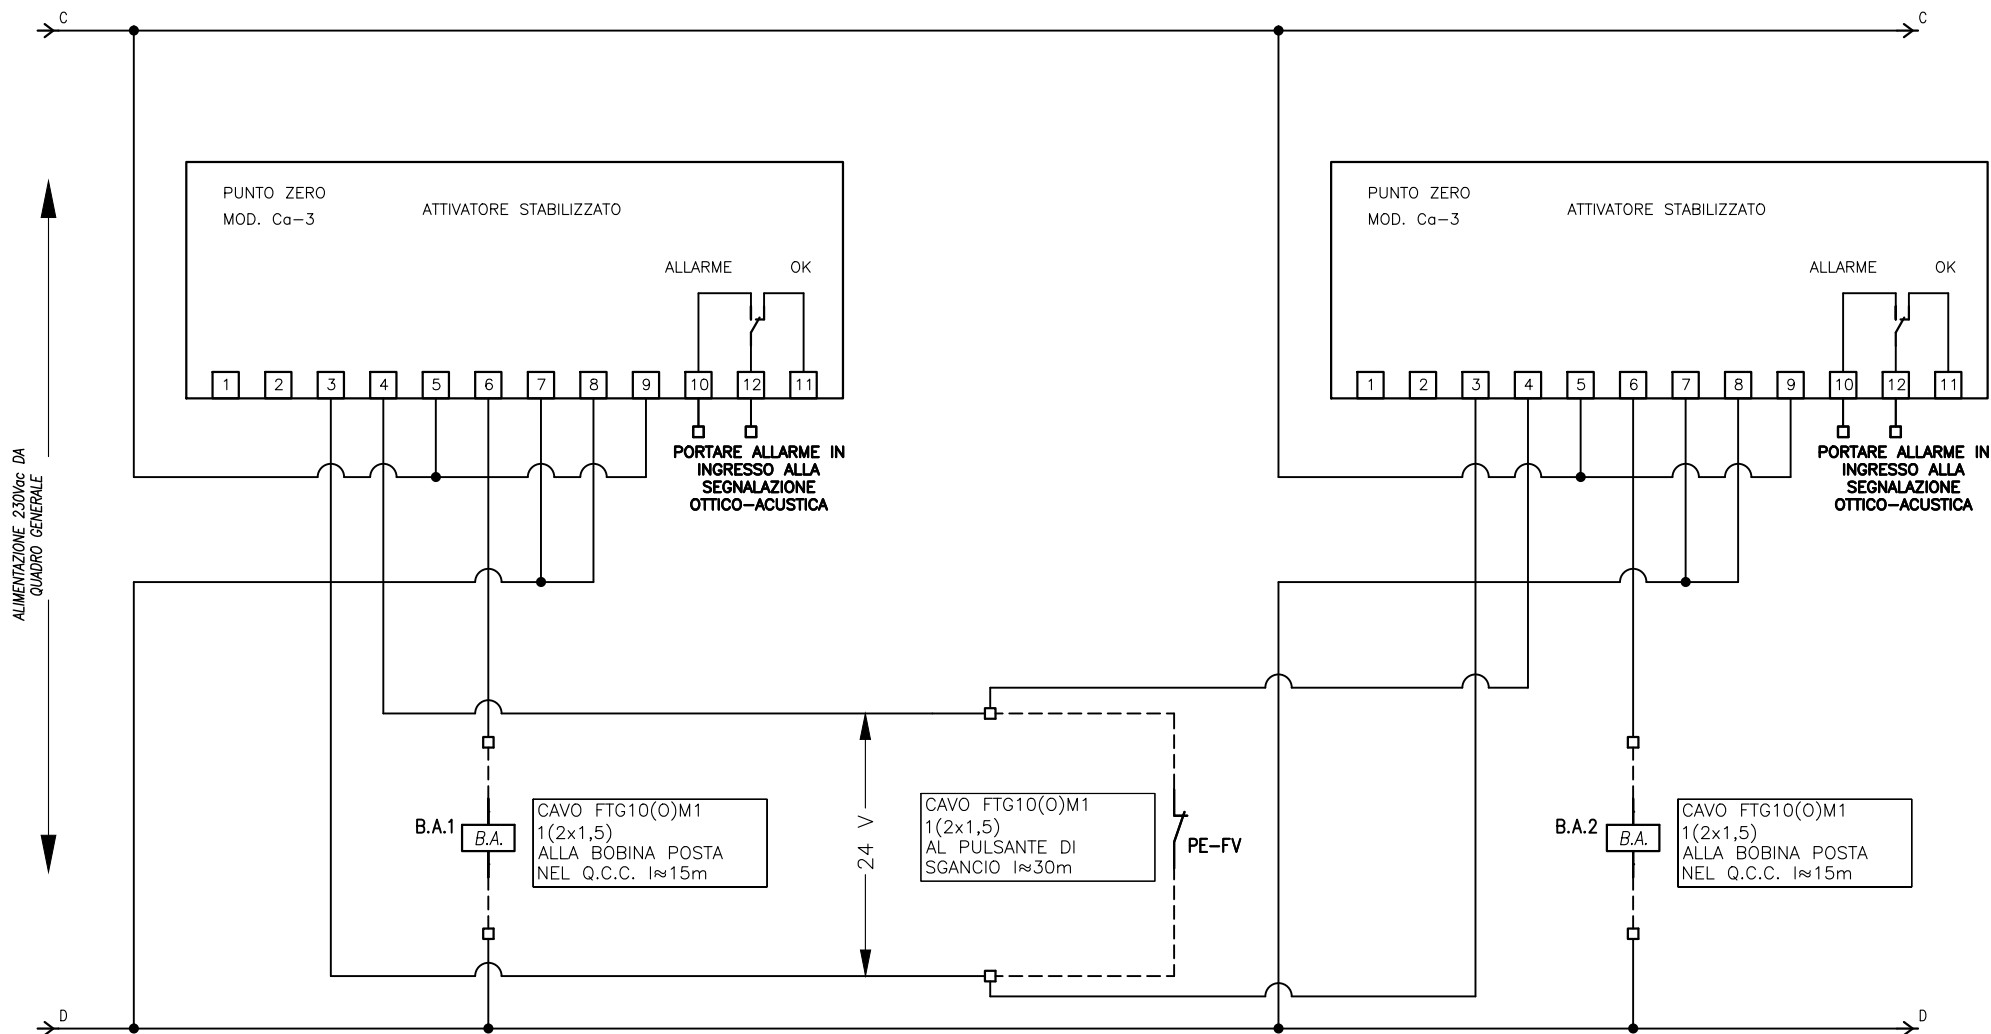 C
C
PUNTO ZERO
MOD. Ca-3
ATTIVATORE STABILIZZATO
ALLARME
OK
1
2
3
4
5
6
7
8
9
10
12
11
PORTARE ALLARME IN
INGRESSO ALLA
SEGNALAZIONE
OTTICO-ACUSTICA
PUNTO ZERO
MOD. Ca-3
ATTIVATORE STABILIZZATO
ALLARME
OK
1
2
3
4
5
6
7
8
9
10
12
11
PORTARE ALLARME IN
INGRESSO ALLA
SEGNALAZIONE
OTTICO-ACUSTICA
ALIMENTAZIONE 230Vac DA
QUADRO GENERALE
B.A.1
B.A.
CAVO FTG10(O)M1
1(2x1,5)
ALLA BOBINA POSTA
NEL Q.C.C. l≈15m
24 V
CAVO FTG10(O)M1
1(2x1,5)
AL PULSANTE DI
SGANCIO l≈30m
PE-FV
B.A.2
B.A.
CAVO FTG10(O)M1
1(2x1,5)
ALLA BOBINA POSTA
NEL Q.C.C. l≈15m
D
D